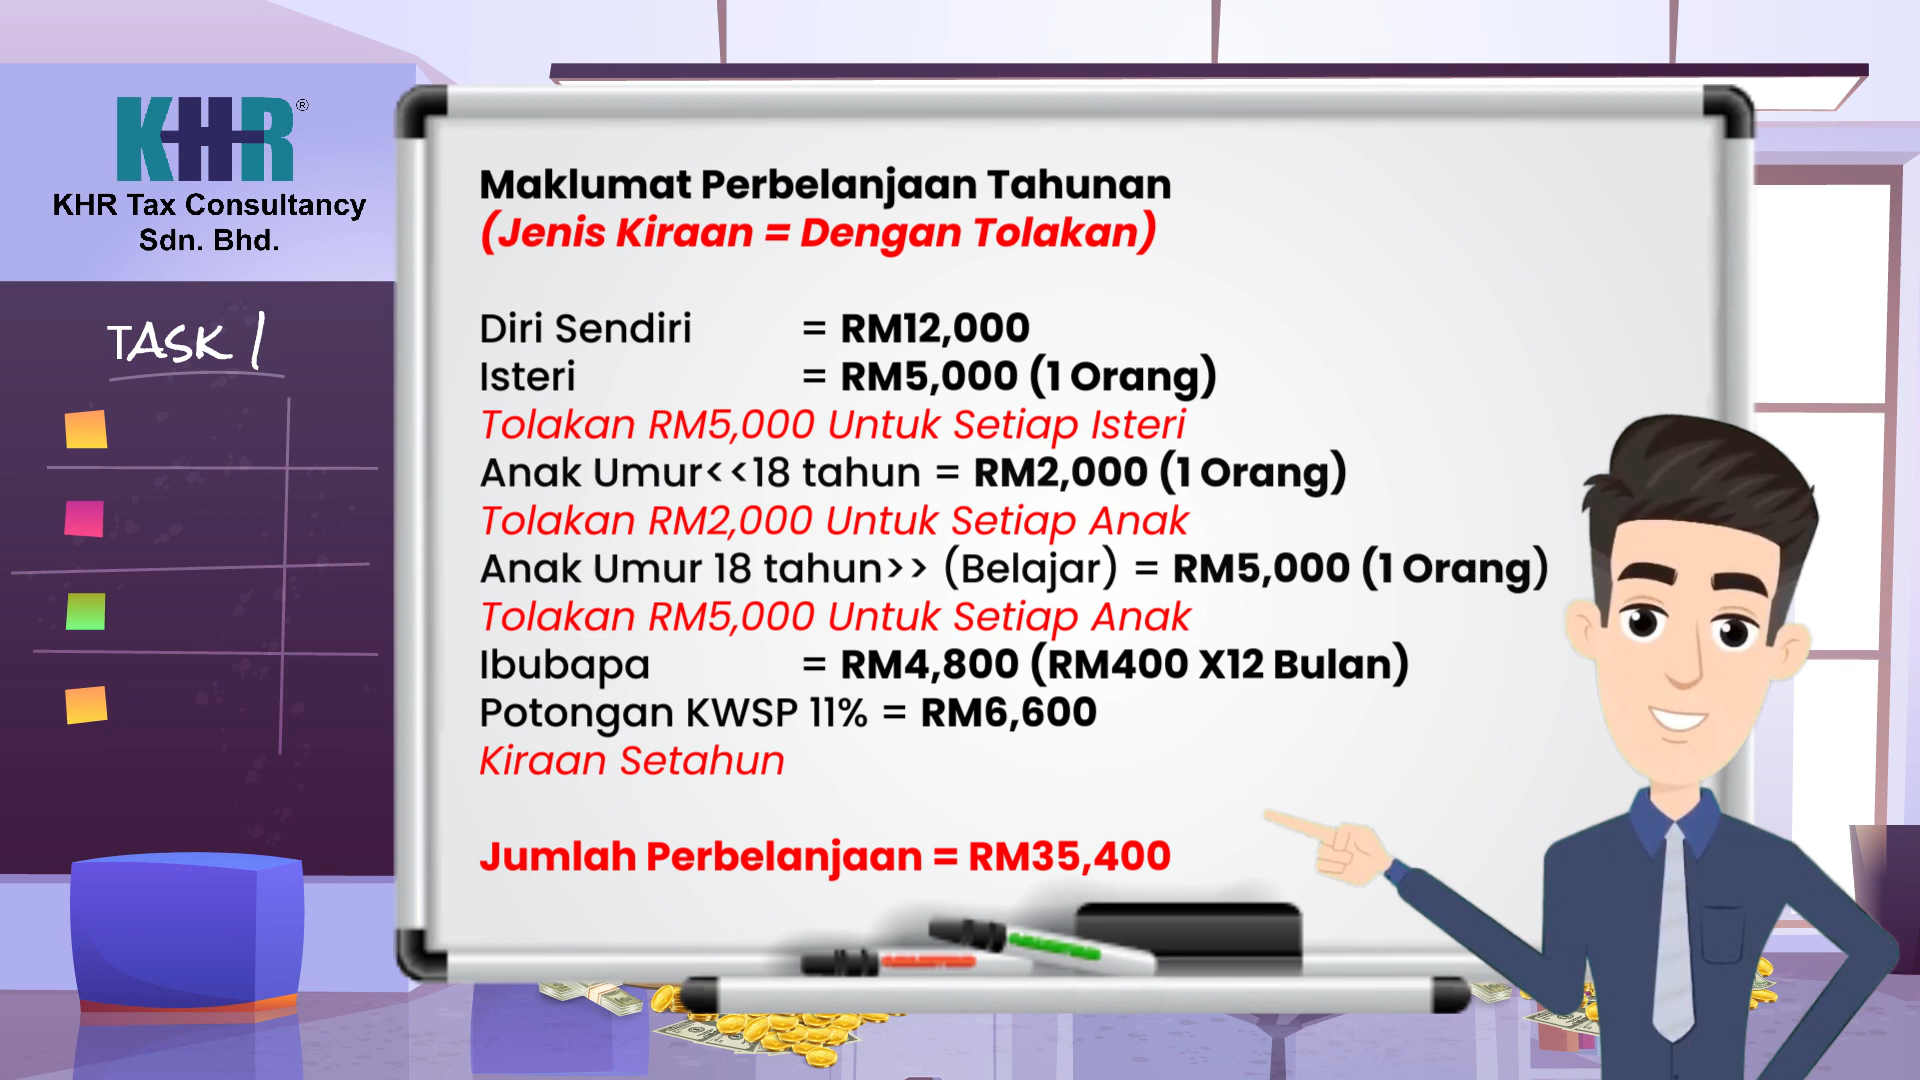 KHR®
KHR Tax Consultancy
Sdn. Bhd.
TASK 1
Maklumat Perbelanjaan Tahunan
(Jenis Kiraan = Dengan Tolakan)
Diri Sendiri = RM12,000
Isteri = RM5,000 (1 Orang)
Tolakan RM5,000 Untuk Setiap Isteri
Anak Umur<<18 tahun = RM2,000 (1 Orang)
Tolakan RM2,000 Untuk Setiap Anak
Anak Umur 18 tahun>> (Belajar) = RM5,000 (1 Orang)
Tolakan RM5,000 Untuk Setiap Anak
Ibubapa = RM4,800 (RM400 X12 Bulan)
Potongan KWSP 11% = RM6,600
Kiraan Setahun
Jumlah Perbelanjaan = RM35,400